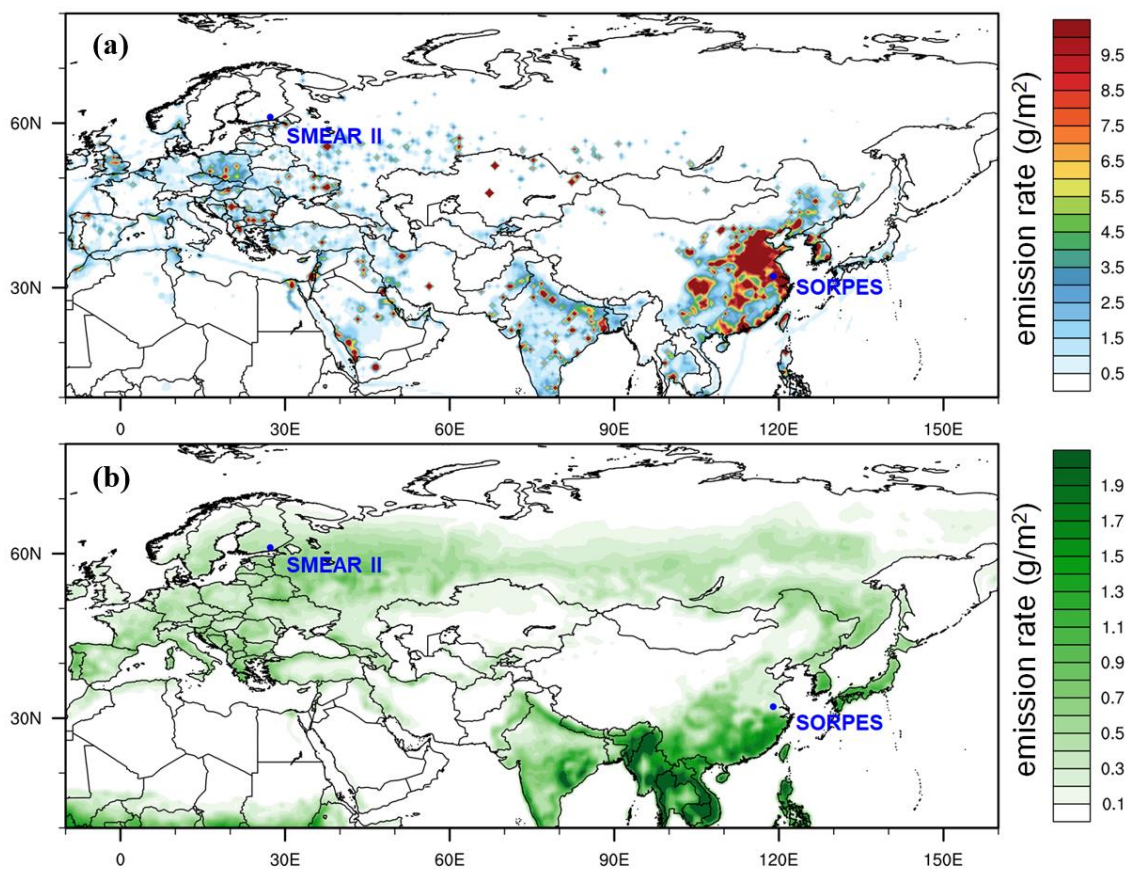 (a)
60N
30N
SMEAR II
SORPES
0 30E 60E 90E 120E 150E
emission rate (g/m²)
9.5
8.5
7.5
6.5
5.5
4.5
3.5
2.5
1.5
0.5
(b)
60N
30N
SMEAR II
SORPES
0 30E 60E 90E 120E 150E
emission rate (g/m²)
1.9
1.7
1.5
1.3
1.1
0.9
0.7
0.5
0.3
0.1